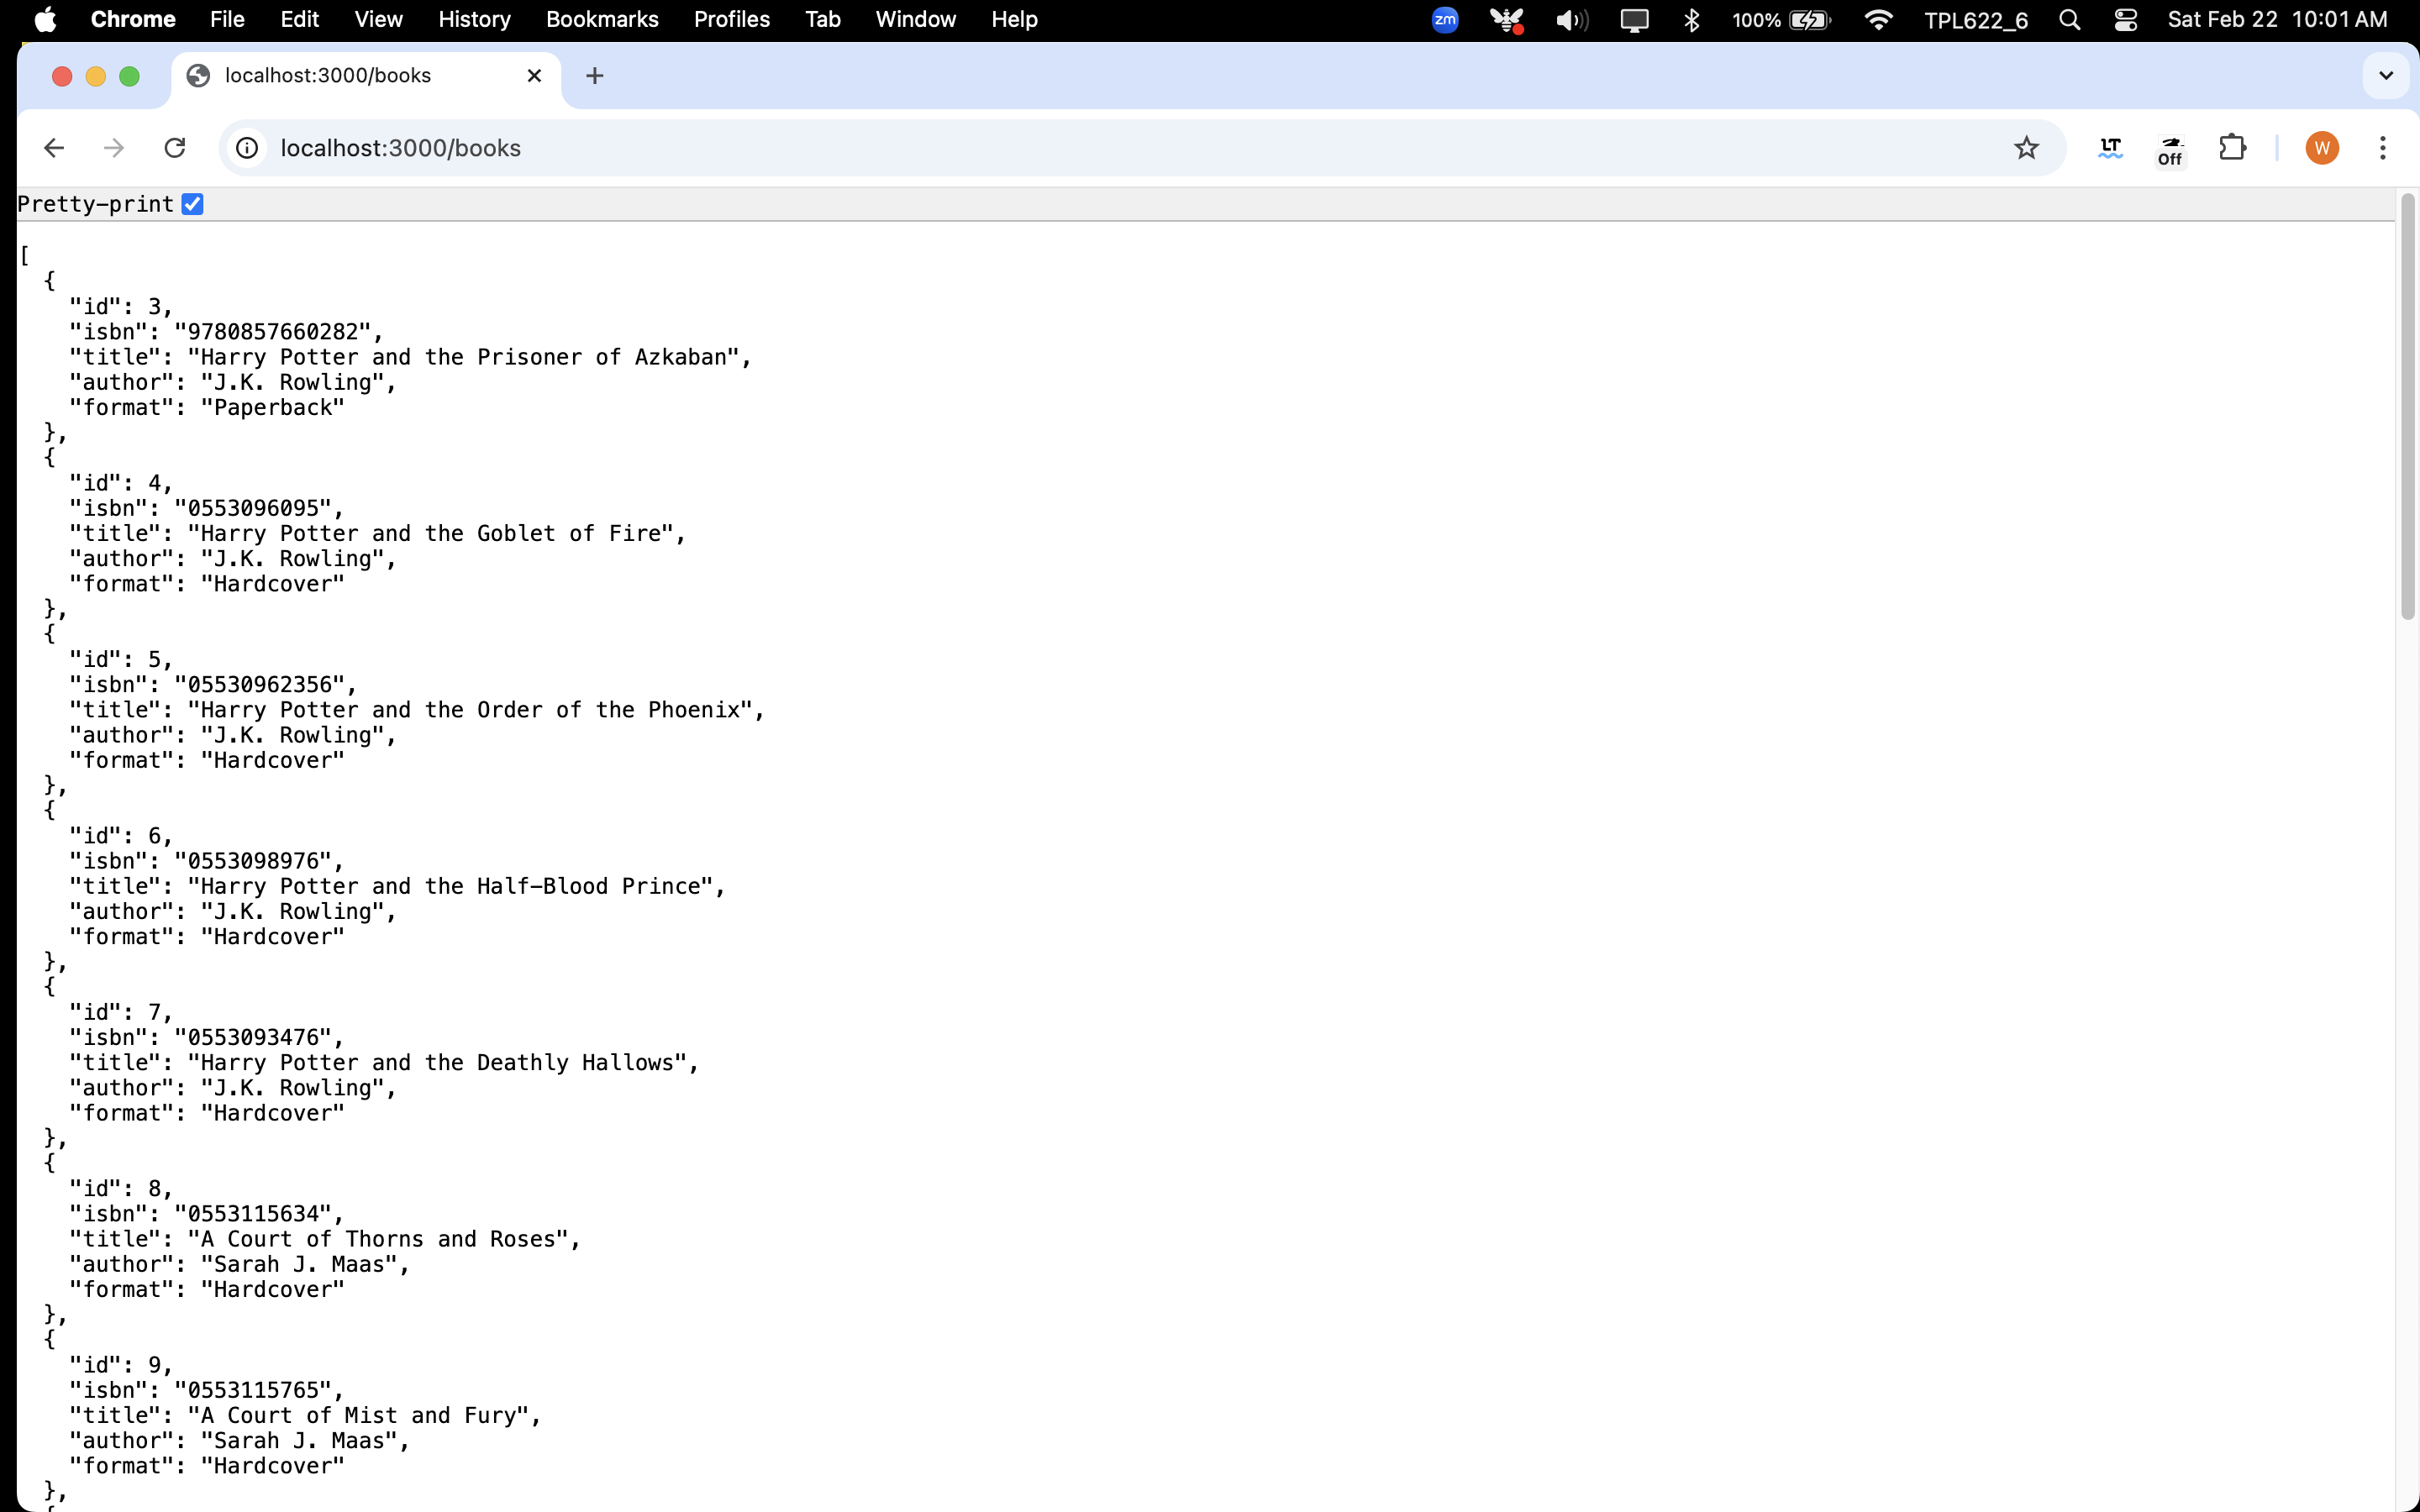 Chrome File Edit View History Bookmarks Profiles Tab Window Help zm 100% TPL622_6 Sat Feb 22 10:01 AM
localhost:3000/books
localhost:3000/books LT Off W
Pretty-print
[
  {
    "id": 3,
    "isbn": "9780857660282",
    "title": "Harry Potter and the Prisoner of Azkaban",
    "author": "J.K. Rowling",
    "format": "Paperback"
  },
  {
    "id": 4,
    "isbn": "0553096095",
    "title": "Harry Potter and the Goblet of Fire",
    "author": "J.K. Rowling",
    "format": "Hardcover"
  },
  {
    "id": 5,
    "isbn": "05530962356",
    "title": "Harry Potter and the Order of the Phoenix",
    "author": "J.K. Rowling",
    "format": "Hardcover"
  },
  {
    "id": 6,
    "isbn": "0553098976",
    "title": "Harry Potter and the Half-Blood Prince",
    "author": "J.K. Rowling",
    "format": "Hardcover"
  },
  {
    "id": 7,
    "isbn": "0553093476",
    "title": "Harry Potter and the Deathly Hallows",
    "author": "J.K. Rowling",
    "format": "Hardcover"
  },
  {
    "id": 8,
    "isbn": "0553115634",
    "title": "A Court of Thorns and Roses",
    "author": "Sarah J. Maas",
    "format": "Hardcover"
  },
  {
    "id": 9,
    "isbn": "0553115765",
    "title": "A Court of Mist and Fury",
    "author": "Sarah J. Maas",
    "format": "Hardcover"
  },
  {